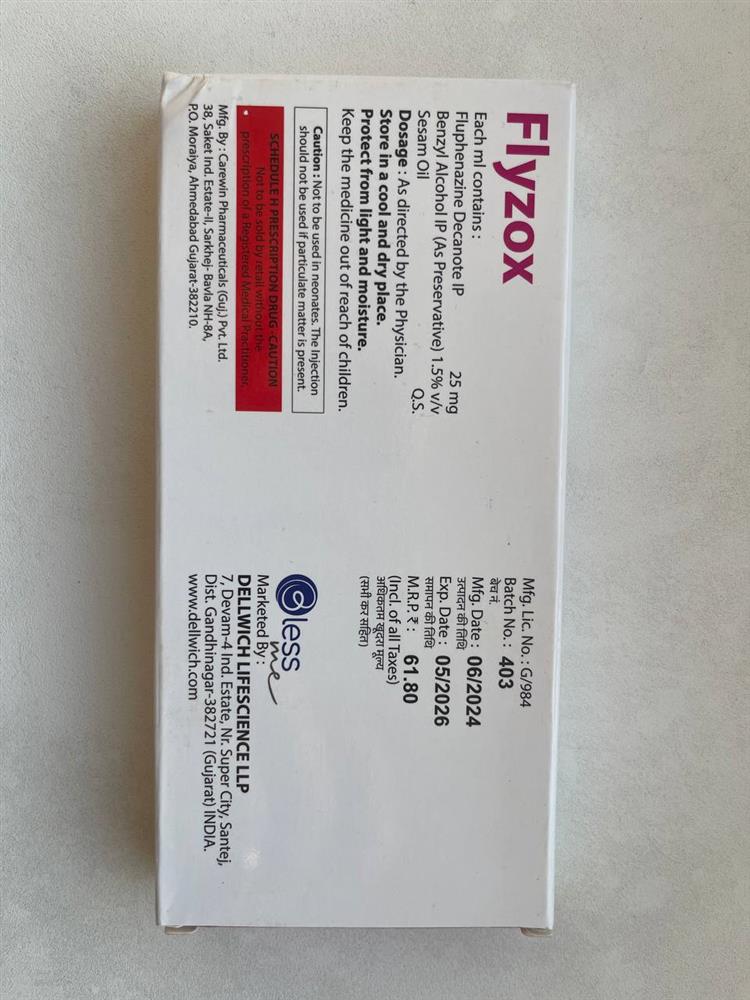 Flyzox
Each ml contains :
Fluphenazine Decanote IP 25 mg
Benzyl Alcohol IP (As Preservative) 1.5% v/v
Sesam Oil Q.S.
Dosage : As directed by the Physician.
Store in a cool and dry place.
Protect from light and moisture.
Keep the medicine out of reach of children.
Caution : Not to be used in neonates. The Injection
should not be used if particulate matter is present.
SCHEDULE H PRESCRIPTION DRUG - CAUTION
Not to be sold by retail without the
prescription of a Registered Medical Practitioner.
Mfg. By : Carewin Pharmaceuticals (Guj.) Pvt. Ltd.
38, Saket Ind. Estate-II, Sarkhej- Bavla NH-8A,
P.O. Moraiya, Ahmedabad Gujarat-382210.
Mfg. Lic. No. : G/984
Batch No. : 403
बेच नं.
Mfg. Date : 06/2024
उत्पादन की तिथि
Exp. Date : 05/2026
समापन की तिथि
M.R.P. ₹ : 61.80
(Incl. of all Taxes)
अधिकतम खुदरा मूल्य
(सभी कर सहित)
Bless
me
Marketed By :
DELLWICH LIFESCIENCE LLP
7, Devam-4 Ind. Estate, Nr. Super City, Santej,
Dist. Gandhinagar-382721 (Gujarat) INDIA.
www.dellwich.com